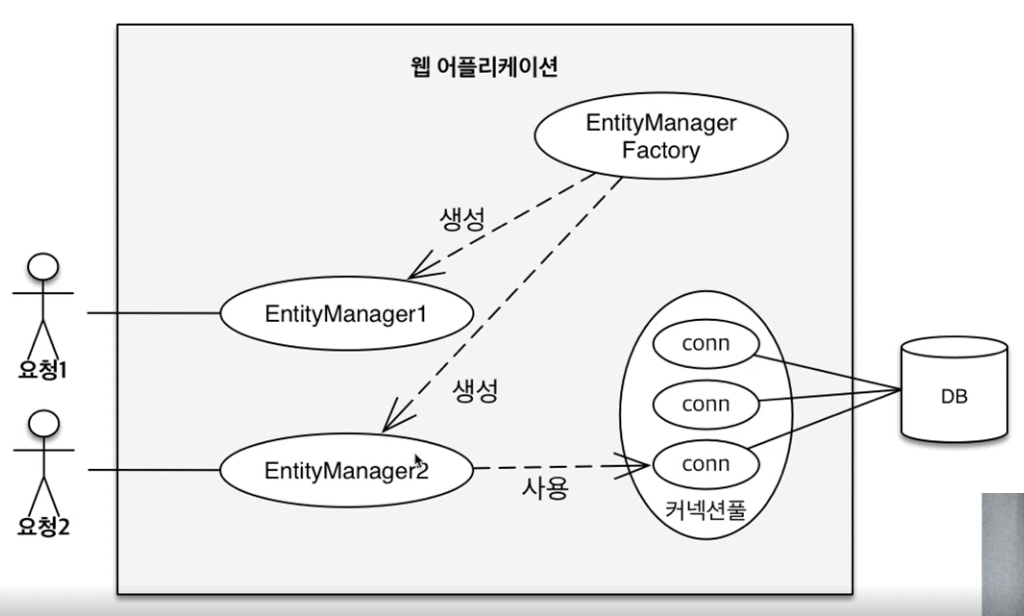 웹 어플리케이션
EntityManager
Factory
생성
EntityManager1
요청1
생성
EntityManager2
요청2
사용
conn
conn
conn
커넥션풀
DB